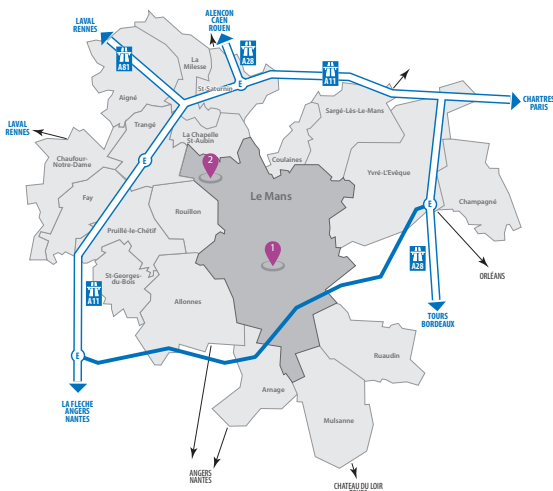 LAVAL
RENNES
ALENCON
CAEN
ROUEN
A81
La
Milesse
A28
A11
St-Saturnin
E
CHARTRES
PARIS
Aigné
Sargé-Lès-Le-Mans
LAVAL
RENNES
Trangé
La Chapelle
St-Aubin
Chaufour-
Notre-Dame
E
2
Coulaines
Yvré-L'Evêque
Fay
Le Mans
Champagné
E
Rouillon
Pruillé-le-Chétif
1
St-Georges-
du-Bois
A28
ORLÉANS
A11
Allonnes
TOURS
BORDEAUX
E
Ruaudin
Arnage
LA FLECHE
ANGERS
NANTES
Mulsanne
ANGERS
NANTES
CHATEAU DU LOIR